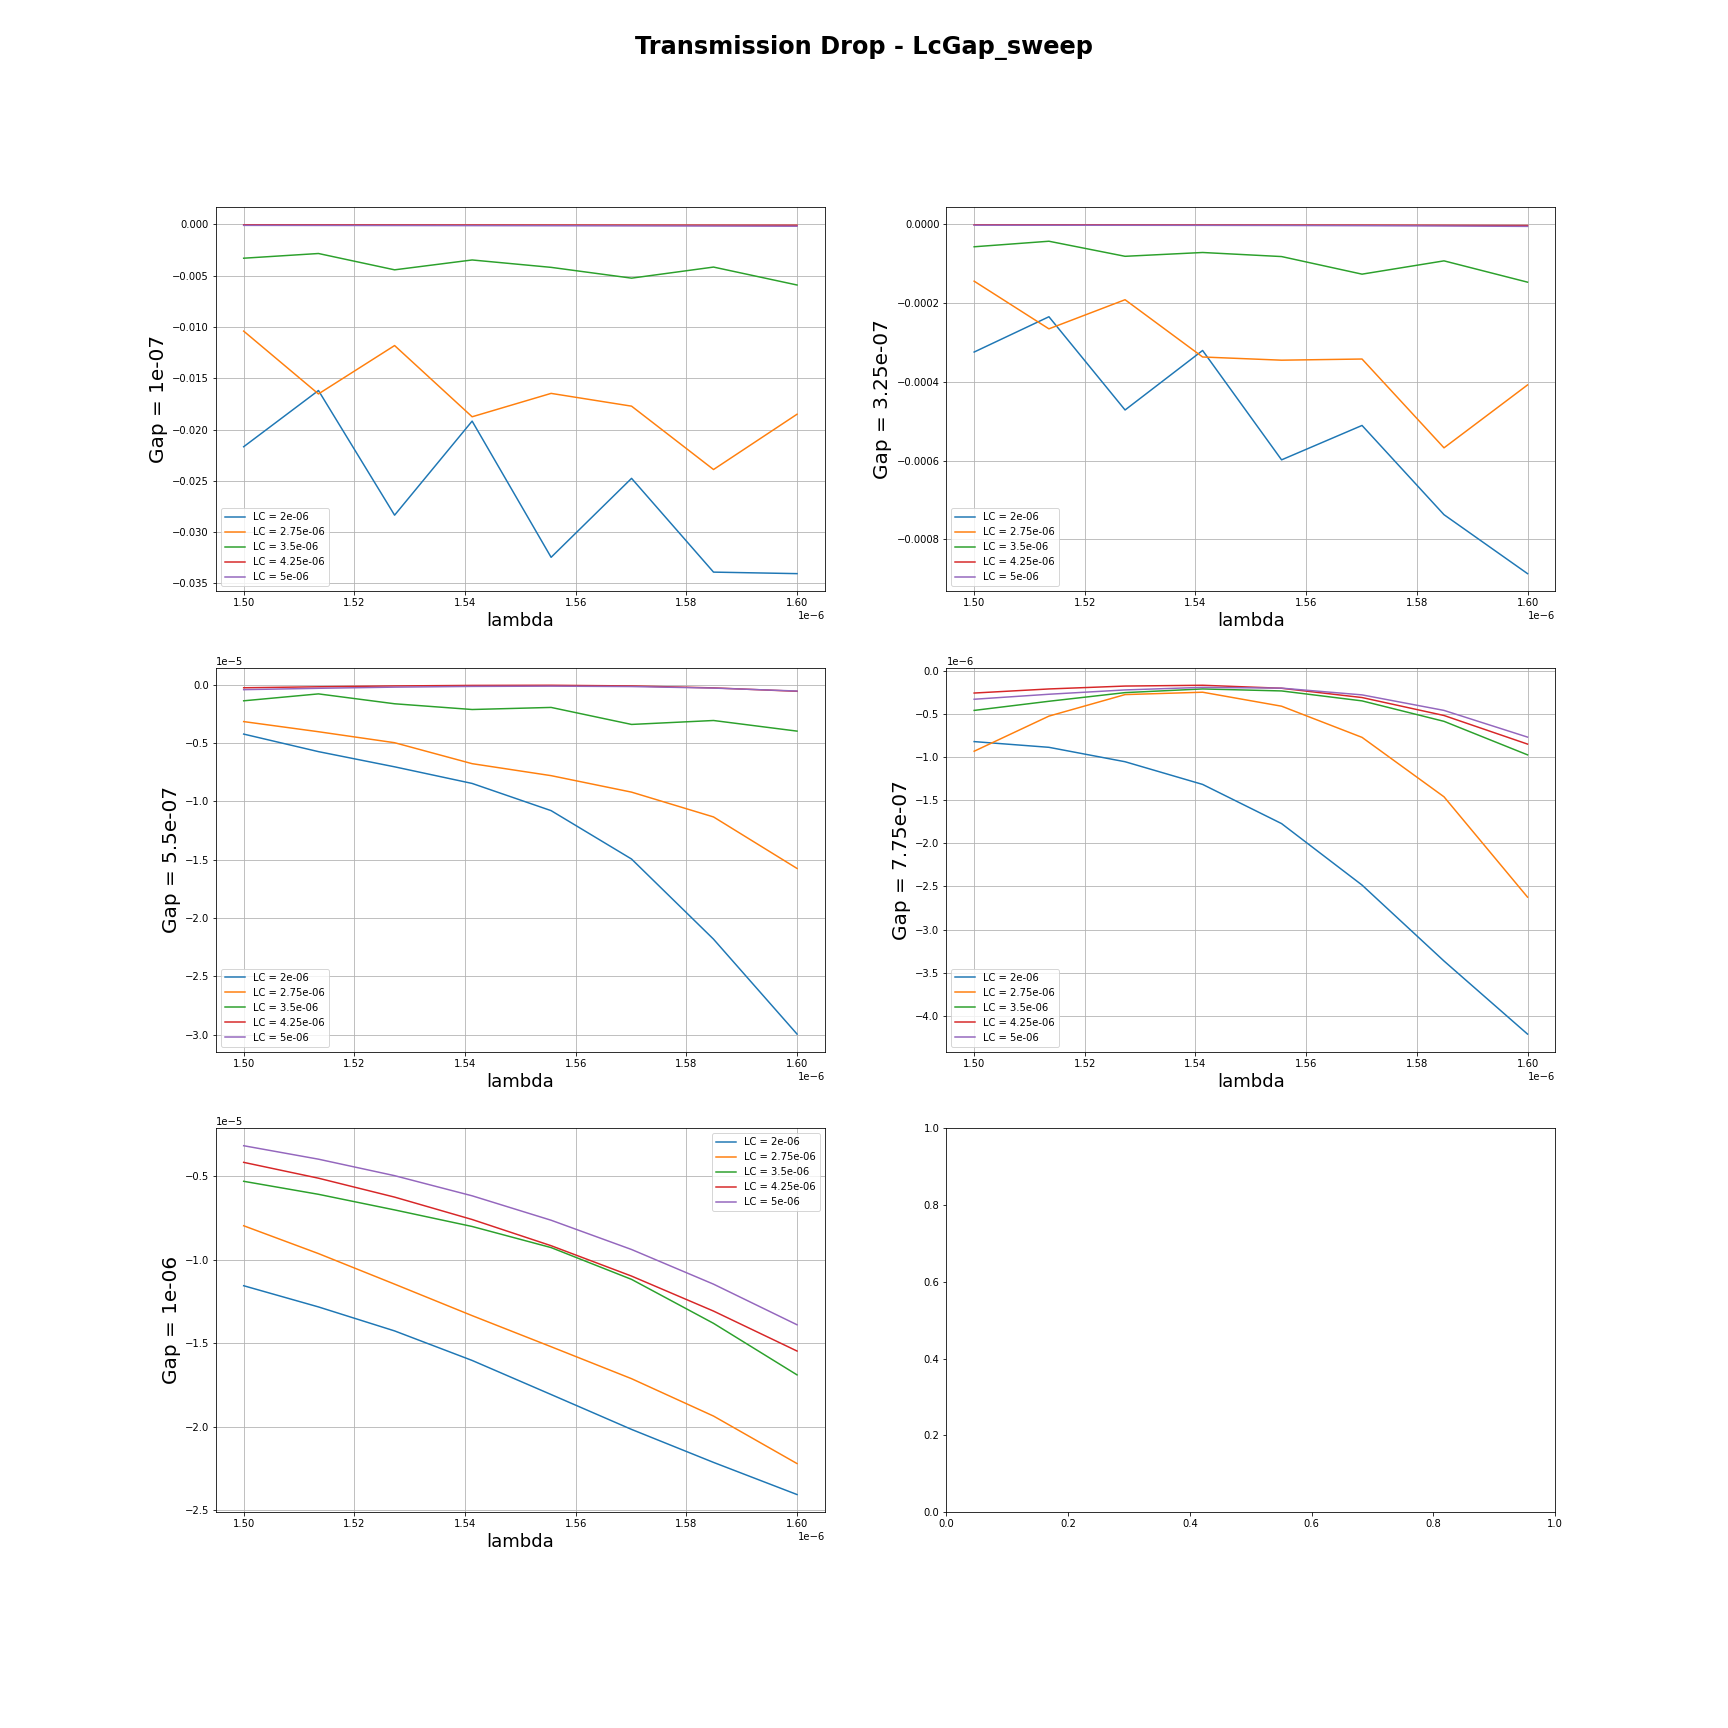 Transmission Drop - LcGap_sweep
0.000
−0.005
−0.010
−0.015
−0.020
−0.025
−0.030
−0.035
Gap = 1e-07
LC = 2e-06
LC = 2.75e-06
LC = 3.5e-06
LC = 4.25e-06
LC = 5e-06
1.50 1.52 1.54 1.56 1.58 1.60
1e−6
lambda
0.0000
−0.0002
−0.0004
−0.0006
−0.0008
Gap = 3.25e-07
LC = 2e-06
LC = 2.75e-06
LC = 3.5e-06
LC = 4.25e-06
LC = 5e-06
1.50 1.52 1.54 1.56 1.58 1.60
1e−6
lambda
1e−5
0.0
−0.5
−1.0
−1.5
−2.0
−2.5
−3.0
Gap = 5.5e-07
LC = 2e-06
LC = 2.75e-06
LC = 3.5e-06
LC = 4.25e-06
LC = 5e-06
1.50 1.52 1.54 1.56 1.58 1.60
1e−6
lambda
1e−6
0.0
−0.5
−1.0
−1.5
−2.0
−2.5
−3.0
−3.5
−4.0
Gap = 7.75e-07
LC = 2e-06
LC = 2.75e-06
LC = 3.5e-06
LC = 4.25e-06
LC = 5e-06
1.50 1.52 1.54 1.56 1.58 1.60
1e−6
lambda
1e−5
−0.5
−1.0
−1.5
−2.0
−2.5
Gap = 1e-06
LC = 2e-06
LC = 2.75e-06
LC = 3.5e-06
LC = 4.25e-06
LC = 5e-06
1.50 1.52 1.54 1.56 1.58 1.60
1e−6
lambda
1.0
0.8
0.6
0.4
0.2
0.0
0.0 0.2 0.4 0.6 0.8 1.0